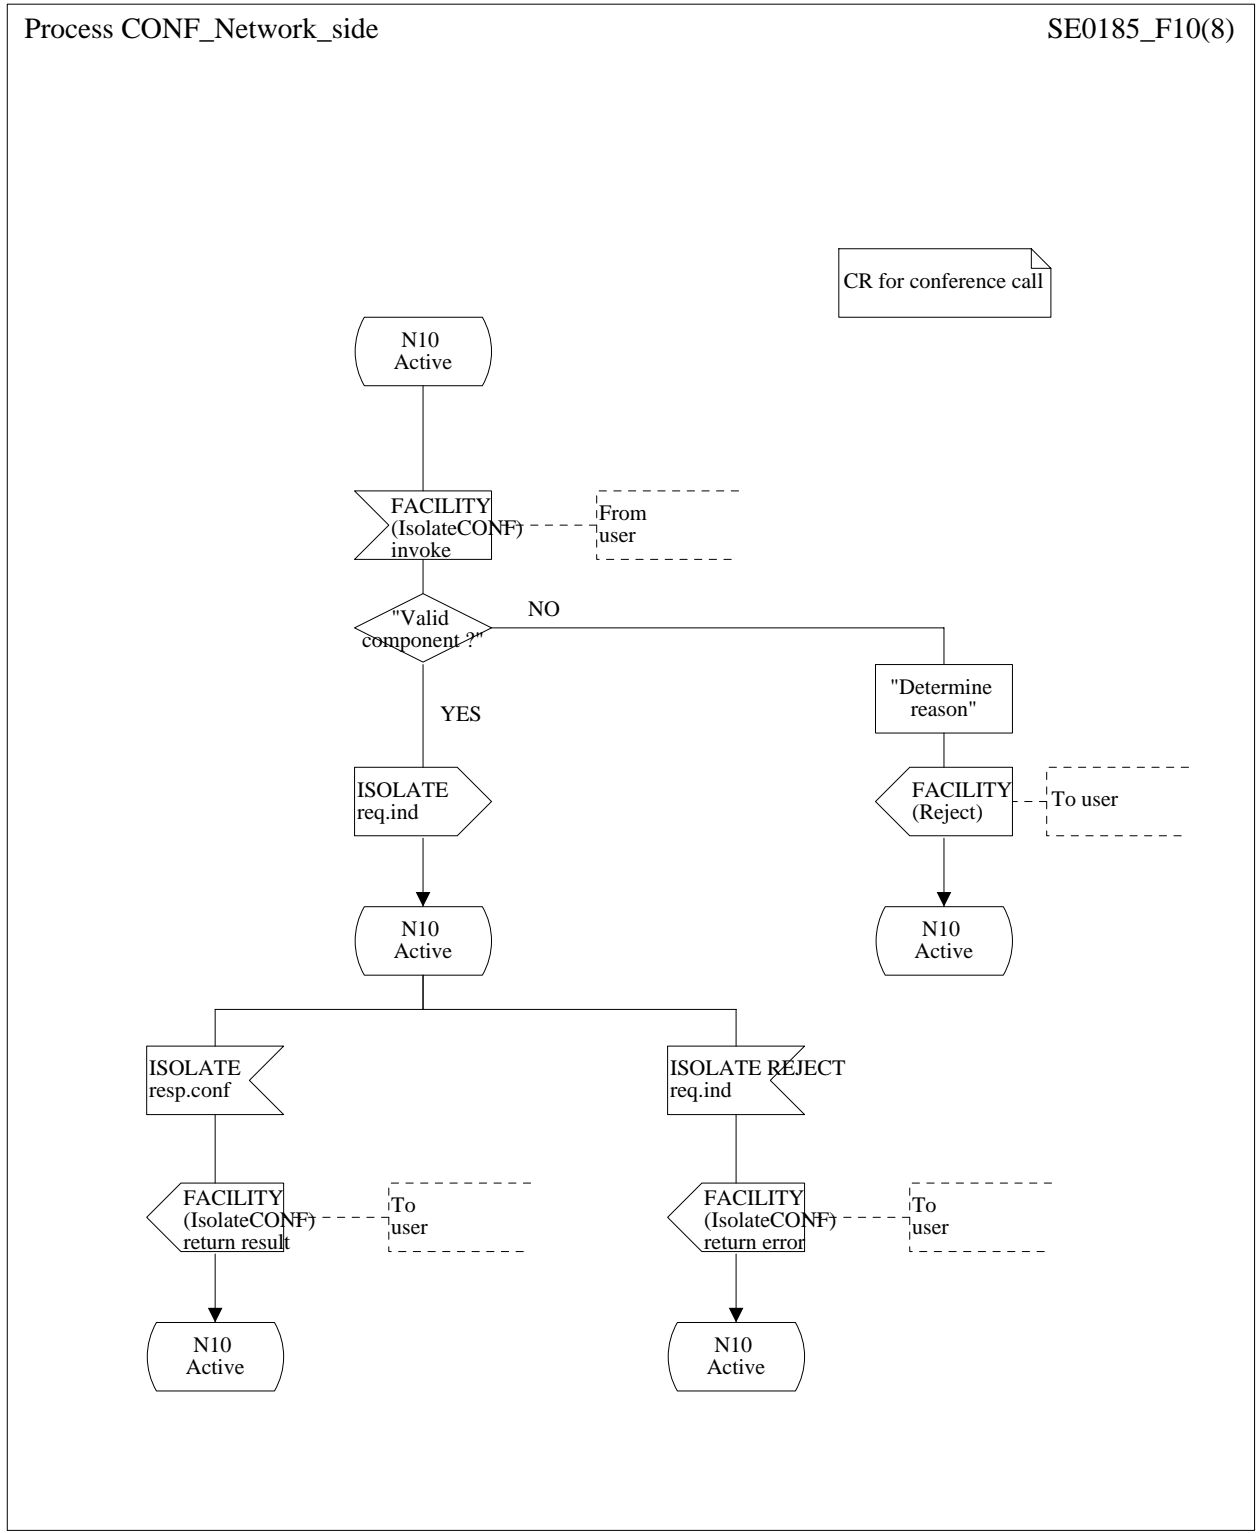 Process CONF_Network_side
SE0185_F10(8)
CR for conference call
N10
Active
FACILITY
(IsolateCONF)
invoke
From
user
"Valid
component ?"
NO
"Determine
reason"
YES
ISOLATE
req.ind
FACILITY
(Reject)
To user
N10
Active
N10
Active
ISOLATE
resp.conf
ISOLATE REJECT
req.ind
FACILITY
(IsolateCONF)
return result
To
user
FACILITY
(IsolateCONF)
return error
To
user
N10
Active
N10
Active